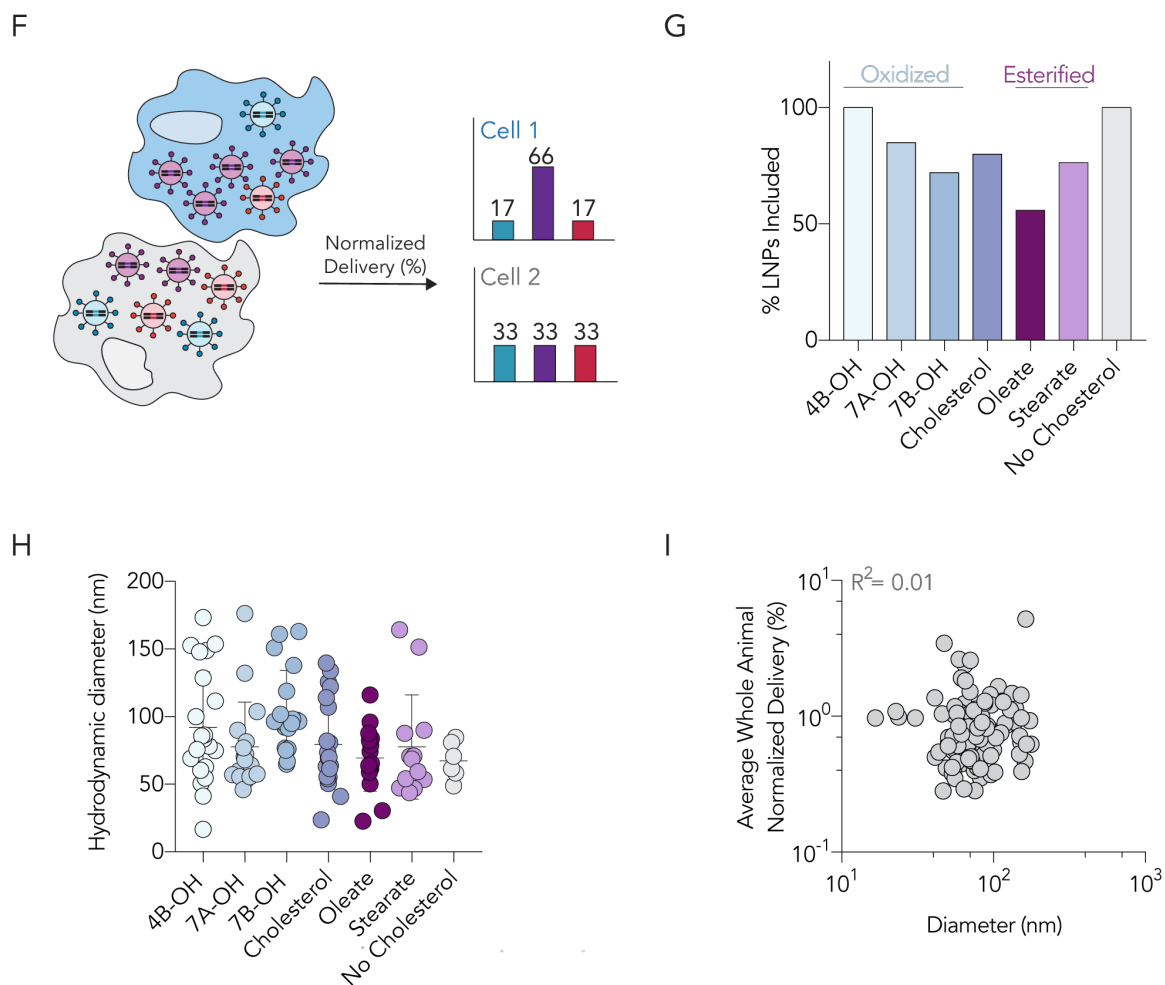 F
Cell 1
17
66
17
Normalized
Delivery (%)
Cell 2
33
33
33
G
Oxidized
Esterified
% LNPs Included
100
50
0
4B-OH
7A-OH
7B-OH
Cholesterol
Oleate
Stearate
No Choesterol
H
Hydrodynamic diameter (nm)
200
150
100
50
0
4B-OH
7A-OH
7B-OH
Cholesterol
Oleate
Stearate
No Cholesterol
I
R²= 0.01
Average Whole Animal
Normalized Delivery (%)
10¹
10⁰
10⁻¹
10¹
10²
10³
Diameter (nm)